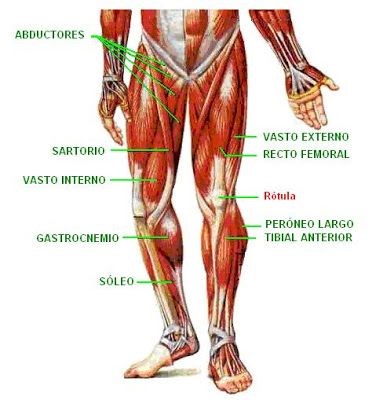 ABDUCTORES
SARTORIO
VASTO INTERNO
GASTROCNEMIO
SÓLEO
VASTO EXTERNO
RECTO FEMORAL
Rótula
PERÓNEO LARGO
TIBIAL ANTERIOR